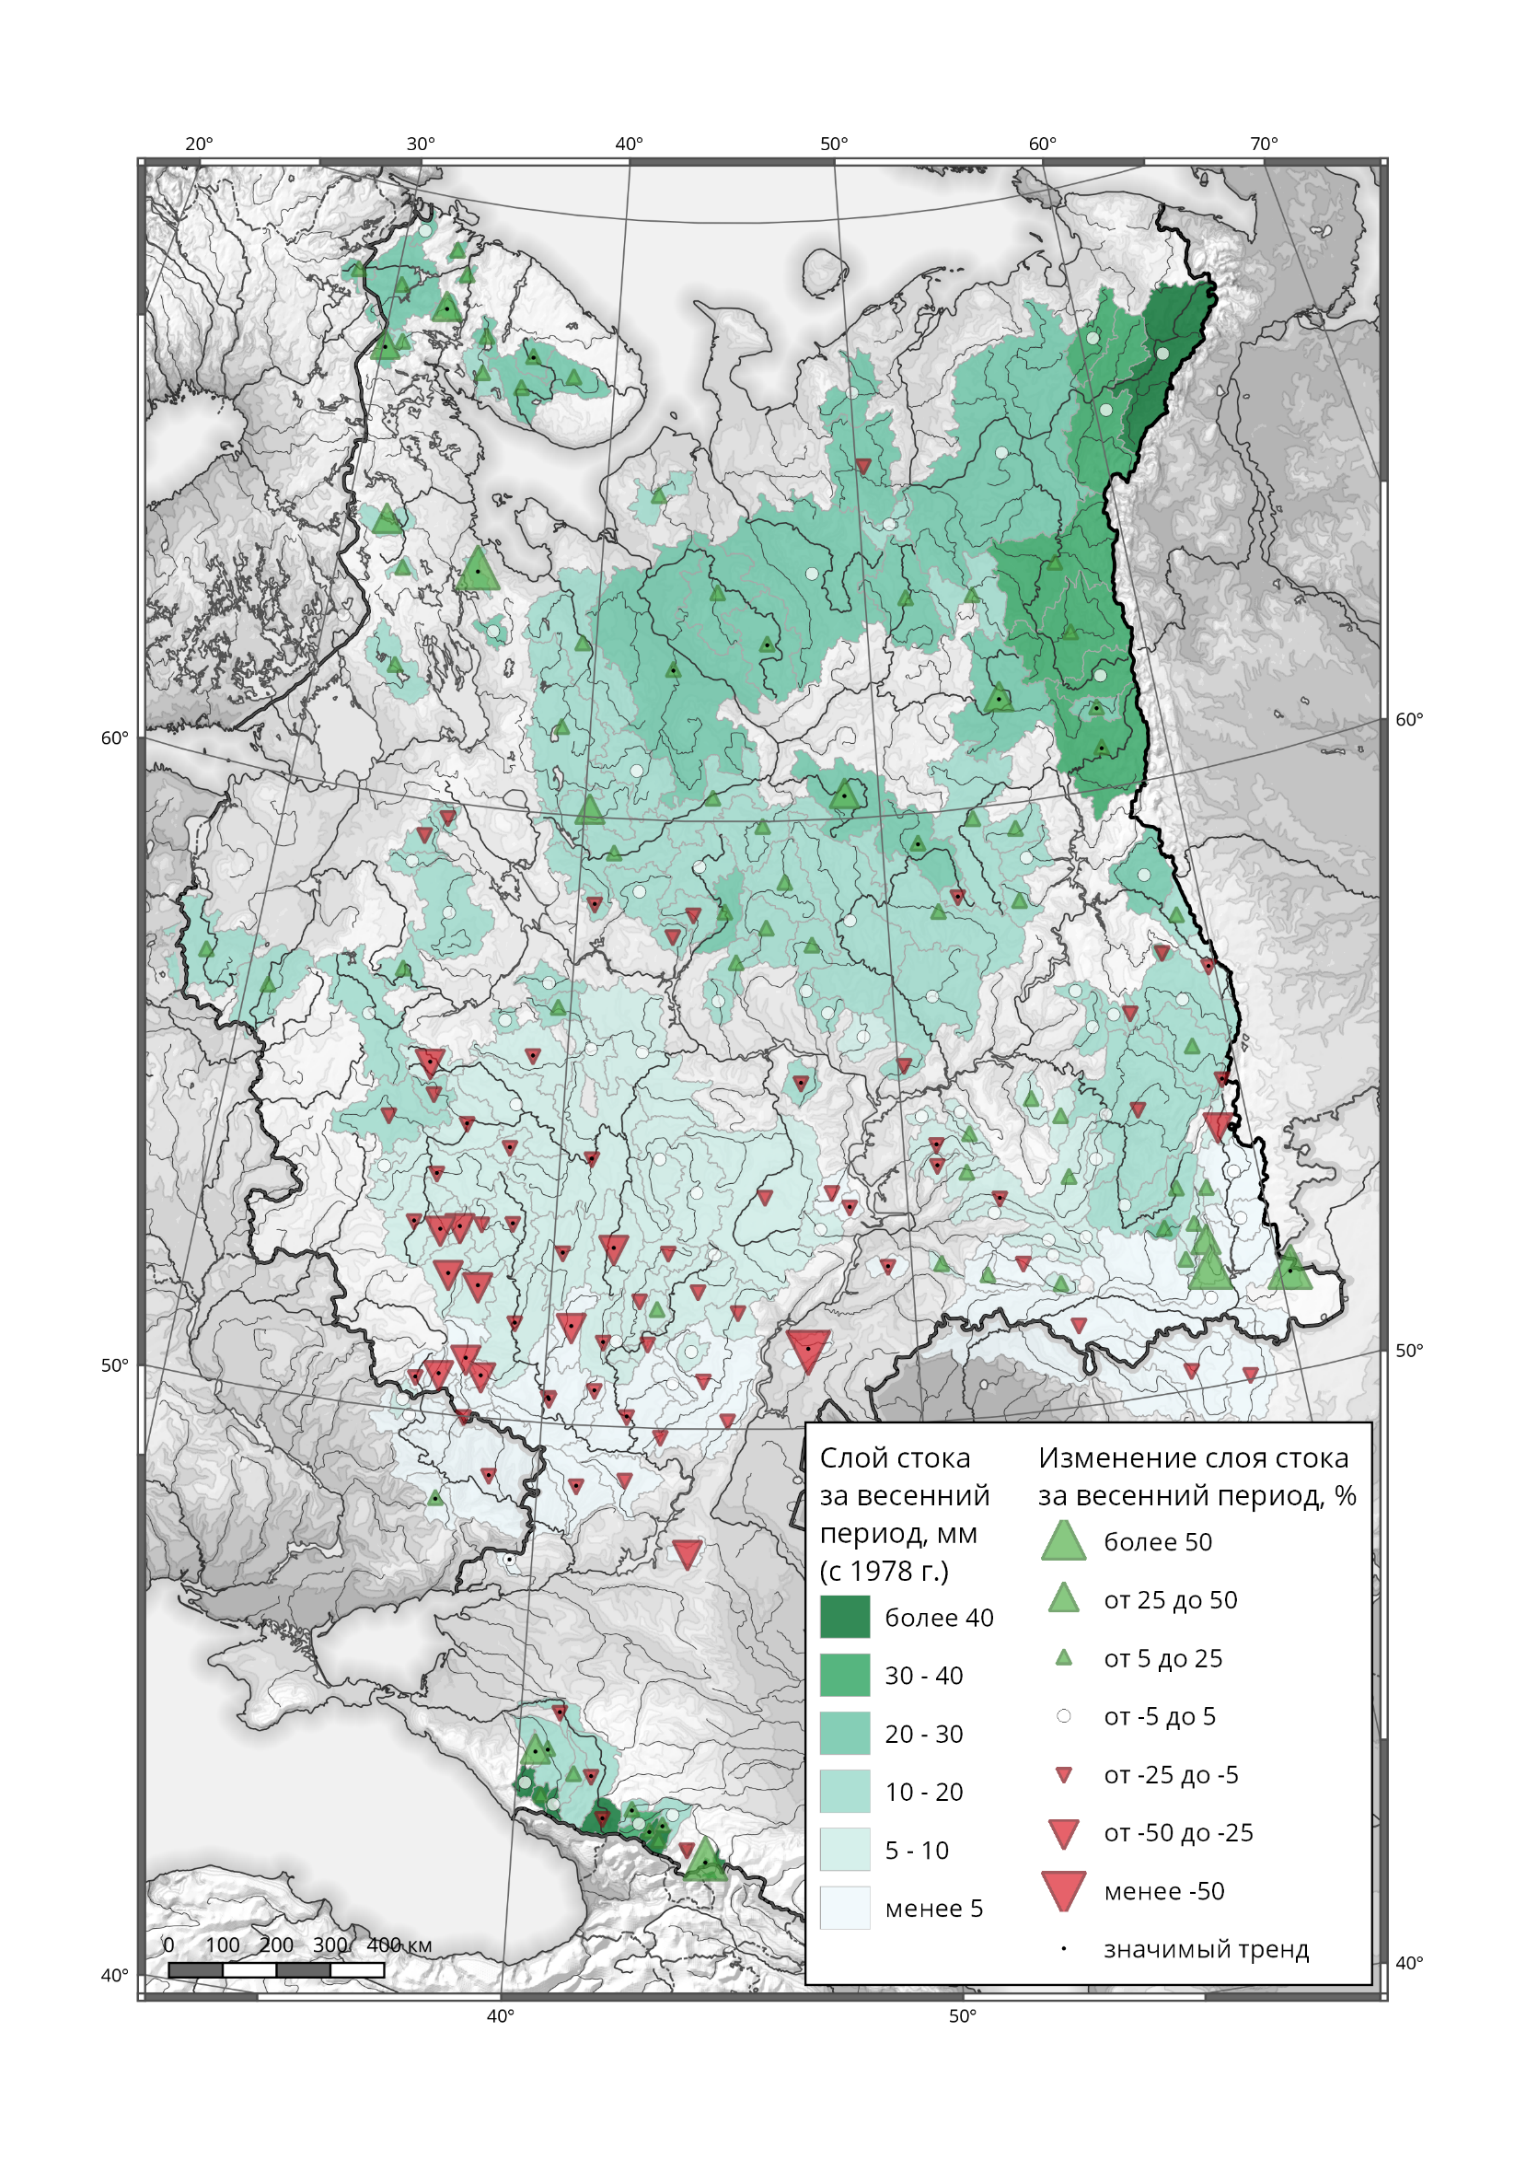 20°
30°
40°
50°
60°
70°
60°
60°
50°
50°
40°
40°
40°
50°
0 100 200 300 400 км
Слой стока
за весенний
период, мм
(с 1978 г.)
более 40
30 - 40
20 - 30
10 - 20
5 - 10
менее 5
Изменение слоя стока
за весенний период, %
более 50
от 25 до 50
от 5 до 25
от -5 до 5
от -25 до -5
от -50 до -25
менее -50
значимый тренд